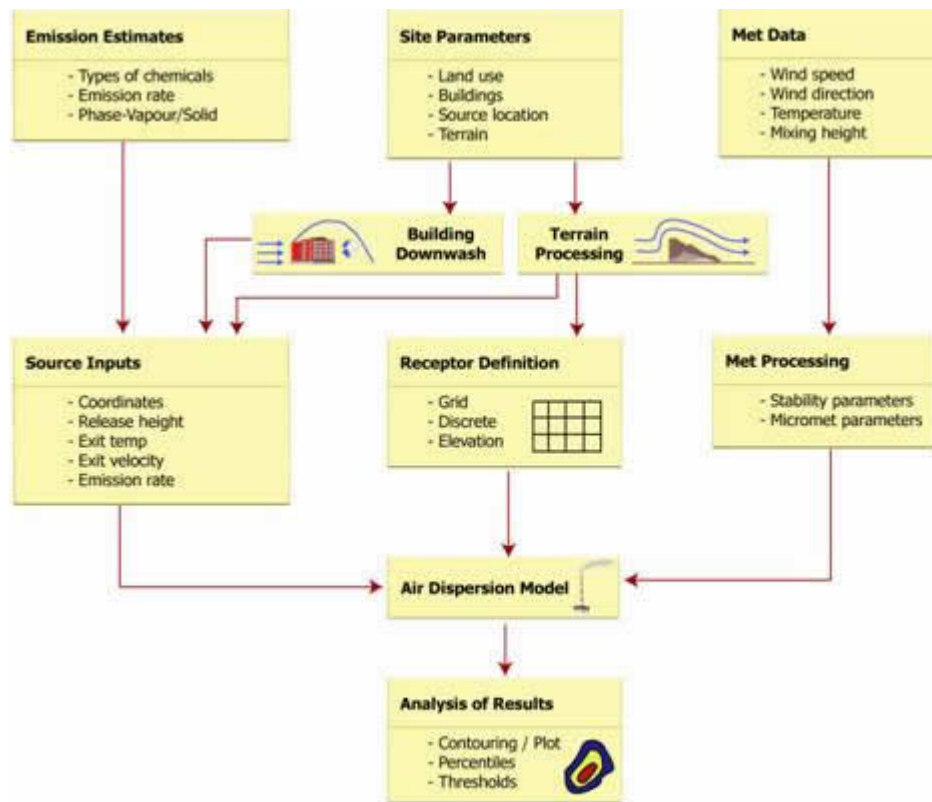 Emission Estimates
- Types of chemicals
- Emission rate
- Phase-Vapour/Solid
Site Parameters
- Land use
- Buildings
- Source location
- Terrain
Met Data
- Wind speed
- Wind direction
- Temperature
- Mixing height
Building
Downwash
Terrain
Processing
Source Inputs
- Coordinates
- Release height
- Exit temp
- Exit velocity
- Emission rate
Receptor Definition
- Grid
- Discrete
- Elevation
Met Processing
- Stability parameters
- Micromet parameters
Air Dispersion Model
Analysis of Results
- Contouring / Plot
- Percentiles
- Thresholds